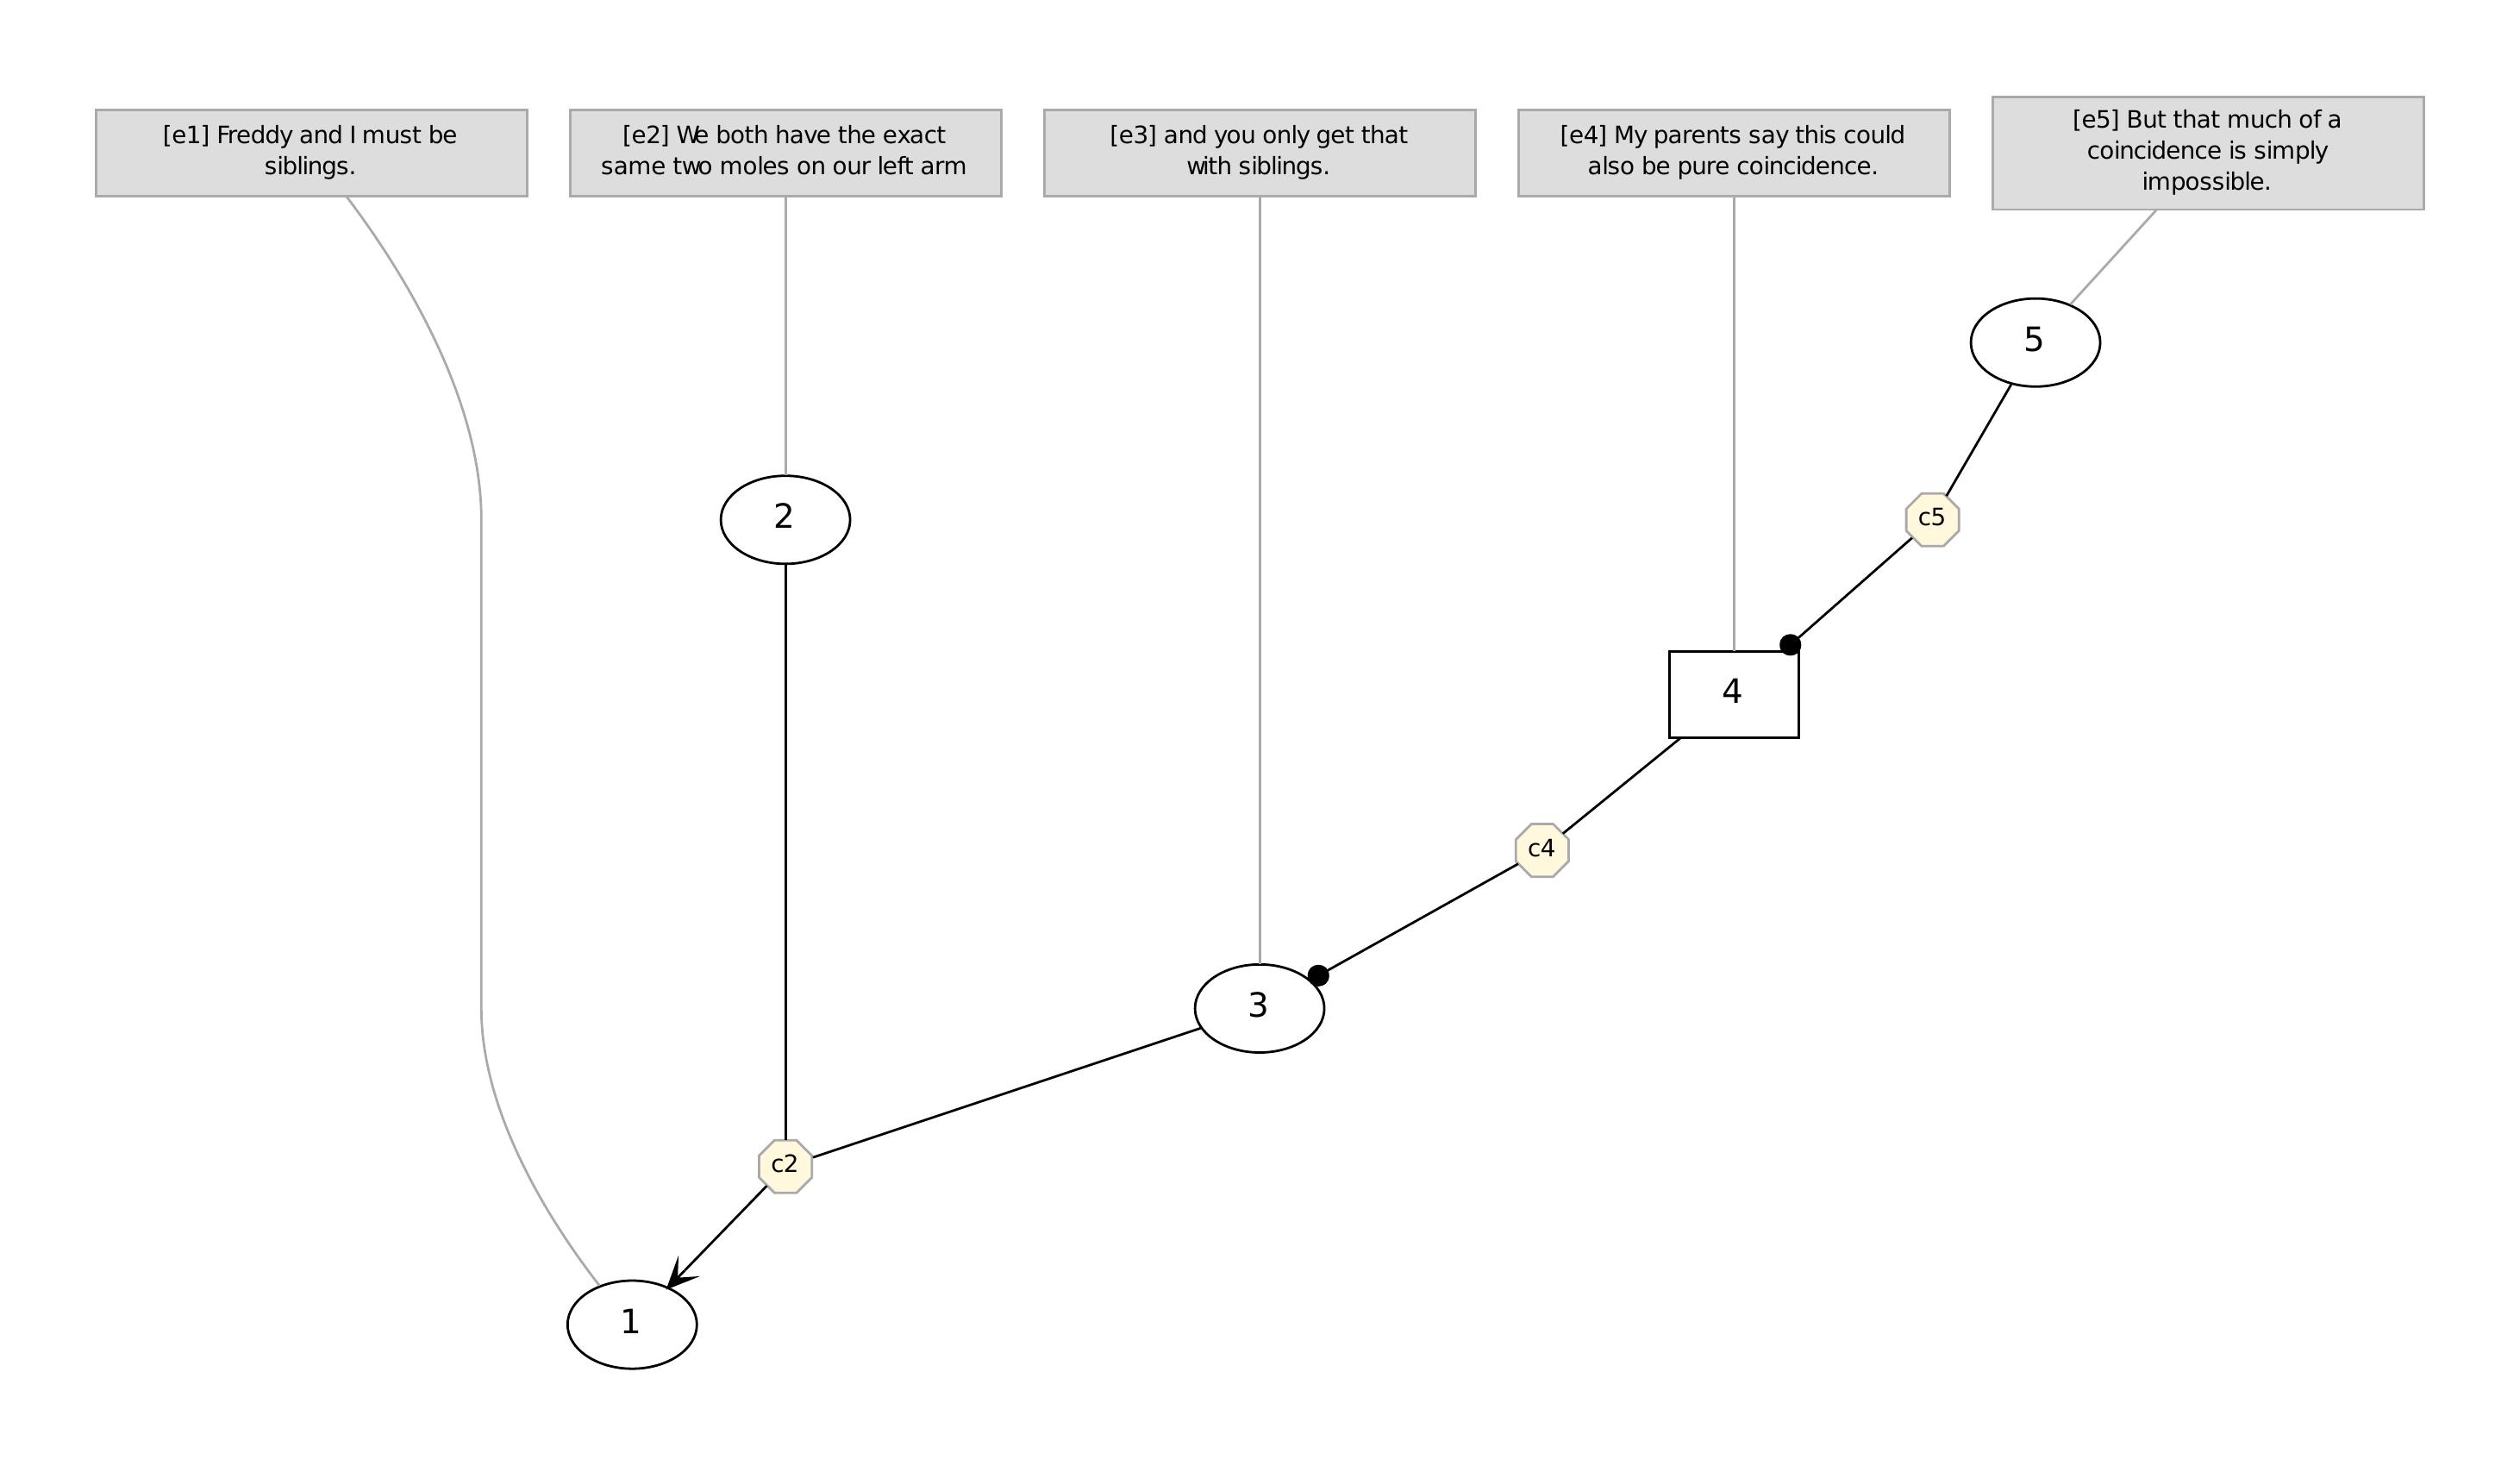 [e1] Freddy and I must be
siblings.
[e2] We both have the exact
same two moles on our left arm
[e3] and you only get that
with siblings.
[e4] My parents say this could
also be pure coincidence.
[e5] But that much of a
coincidence is simply
impossible.
5
2
c5
4
c4
3
c2
1